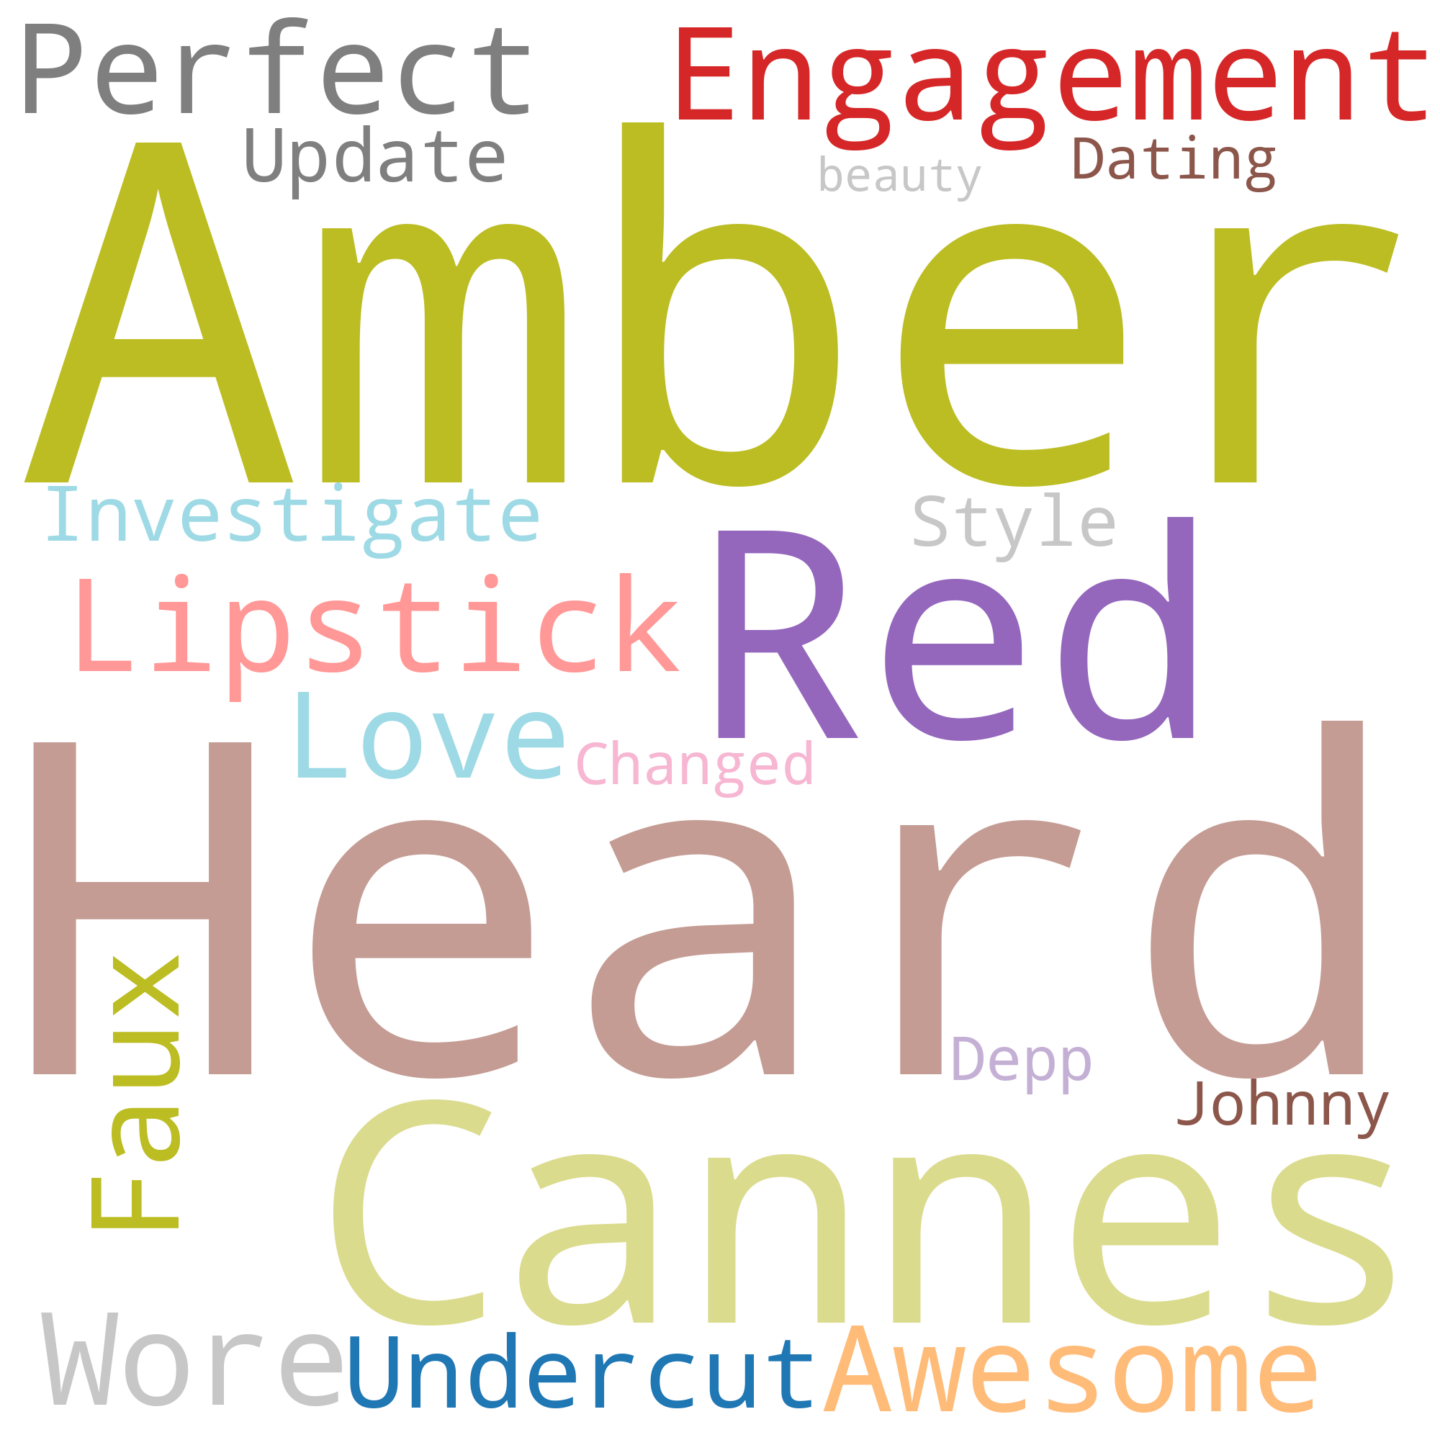 Perfect Engagement
Update beauty Dating
Amber
Investigate Style
Lipstick Red
Love Changed
Heard
Faux
Depp
Johnny
Cannes
Wore Undercut Awesome